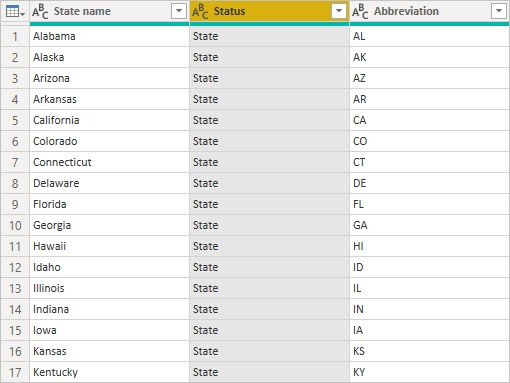 ABC State name ABC Status ABC Abbreviation
1 Alabama State AL
2 Alaska State AK
3 Arizona State AZ
4 Arkansas State AR
5 California State CA
6 Colorado State CO
7 Connecticut State CT
8 Delaware State DE
9 Florida State FL
10 Georgia State GA
11 Hawaii State HI
12 Idaho State ID
13 Illinois State IL
14 Indiana State IN
15 Iowa State IA
16 Kansas State KS
17 Kentucky State KY